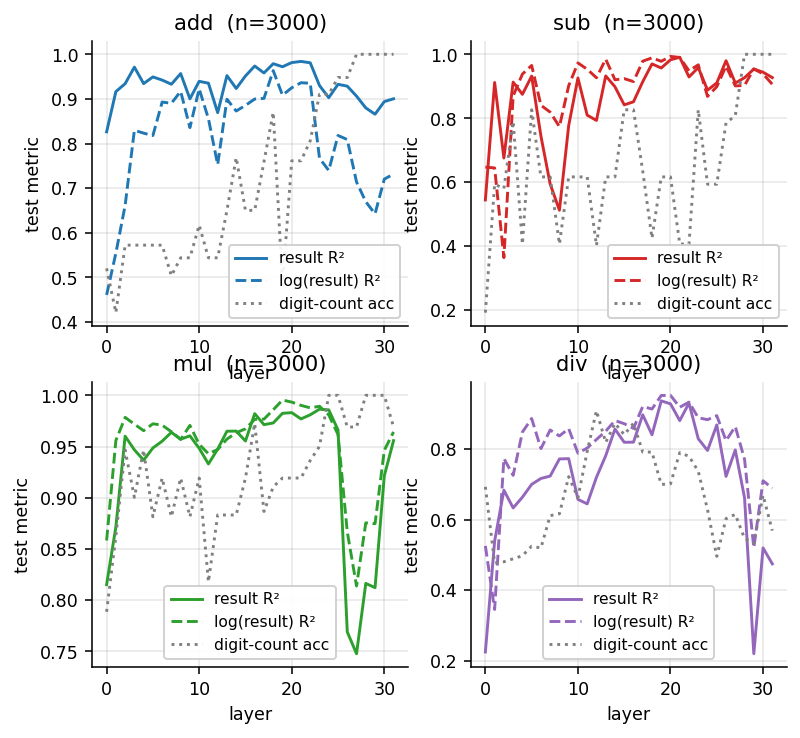 add  (n=3000)
test metric
1.0
0.9
0.8
0.7
0.6
0.5
0.4
0
10
20
30
layer
result R²
log(result) R²
digit-count acc
sub  (n=3000)
test metric
1.0
0.8
0.6
0.4
0.2
0
10
20
30
layer
result R²
log(result) R²
digit-count acc
mul  (n=3000)
test metric
1.00
0.95
0.90
0.85
0.80
0.75
0
10
20
30
layer
result R²
log(result) R²
digit-count acc
div  (n=3000)
test metric
0.8
0.6
0.4
0.2
0
10
20
30
layer
result R²
log(result) R²
digit-count acc